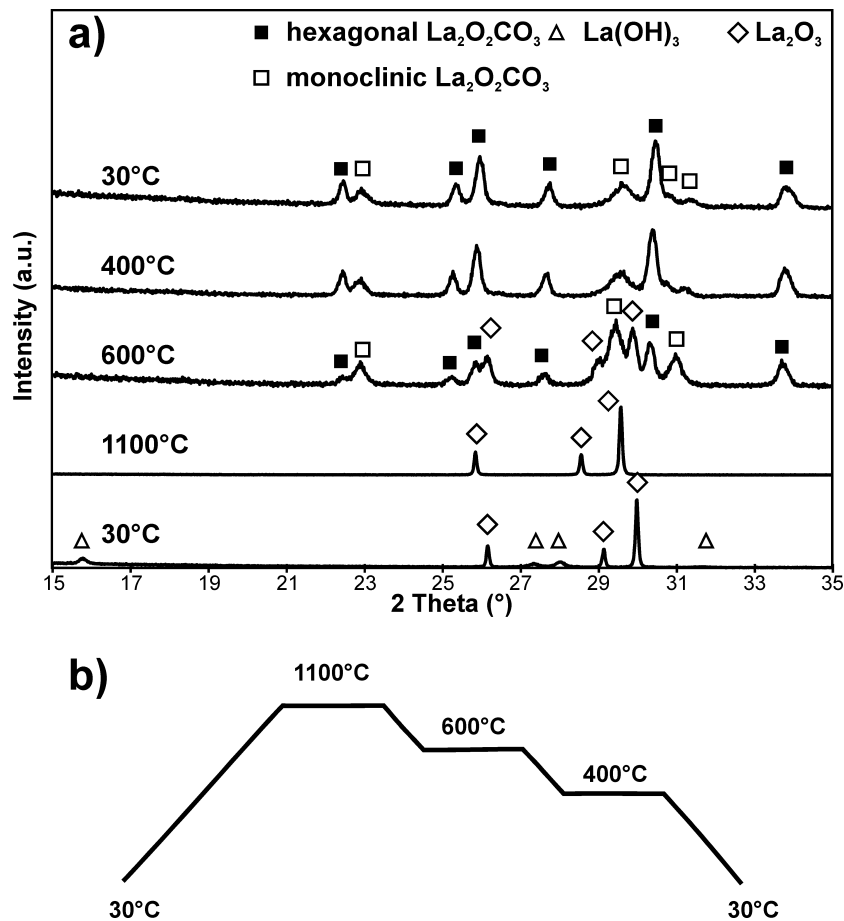 a)
hexagonal La₂O₂CO₃ La(OH)₃ La₂O₃
monoclinic La₂O₂CO₃
30°C
400°C
600°C
1100°C
30°C
Intensity (a.u.)
15 17 19 21 23 25 27 29 31 33 35
2 Theta (°)
b)
1100°C
600°C
400°C
30°C 30°C